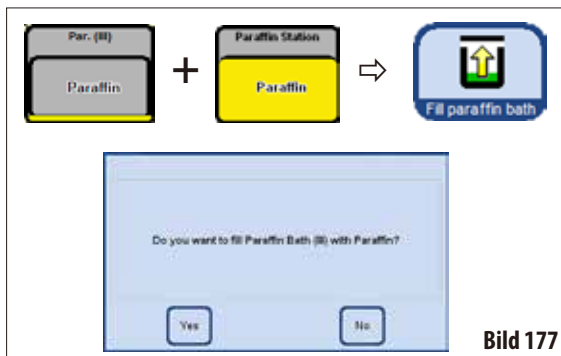 Par. (III)
Paraffin
+
Paraffin Station
Paraffin
⇨
Fill paraffin bath
Do you want to fill Paraffin Bath (III) with Paraffin?
Yes
No
Bild 177